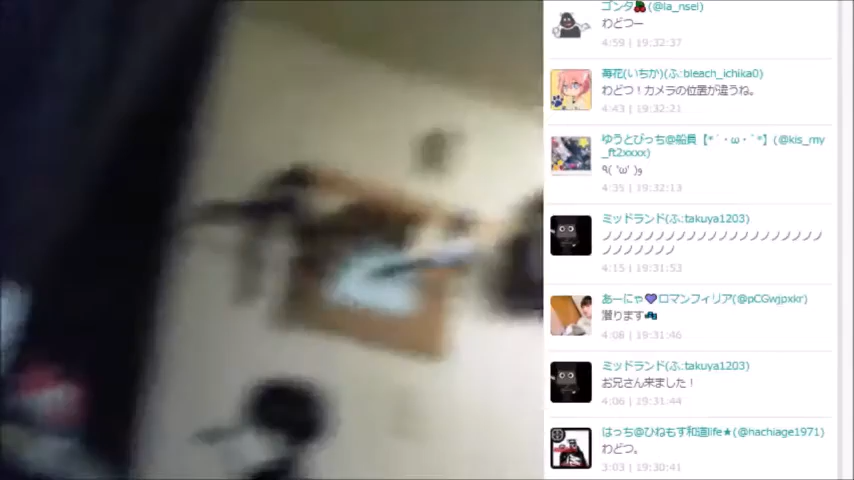 ゴンタ🍒(@la_nsei)
わどつー
4:59 | 19:32:37
苺花(いちか)(ふ:bleach_ichika0)
わどつ！カメラの位置が違うね。
4:43 | 19:32:21
ゆうとぴっち@船員【*´・ω・`*】(@kis_my
_ft2xxxx)
٩( 'ω' )و
4:35 | 19:32:13
ミッドランド(ふ:takuya1203)
ノノノノノノノノノノノノノノノノノノノノ
ノノノノノノノ
4:15 | 19:31:53
あーにゃ💜ロマンフィリア(@pCGwjpxkr)
潜ります
4:08 | 19:31:46
ミッドランド(ふ:takuya1203)
お兄さん来ました！
4:06 | 19:31:44
はっち@ひねもす和道life★(@hachiage1971)
わどつ。
3:03 | 19:30:41